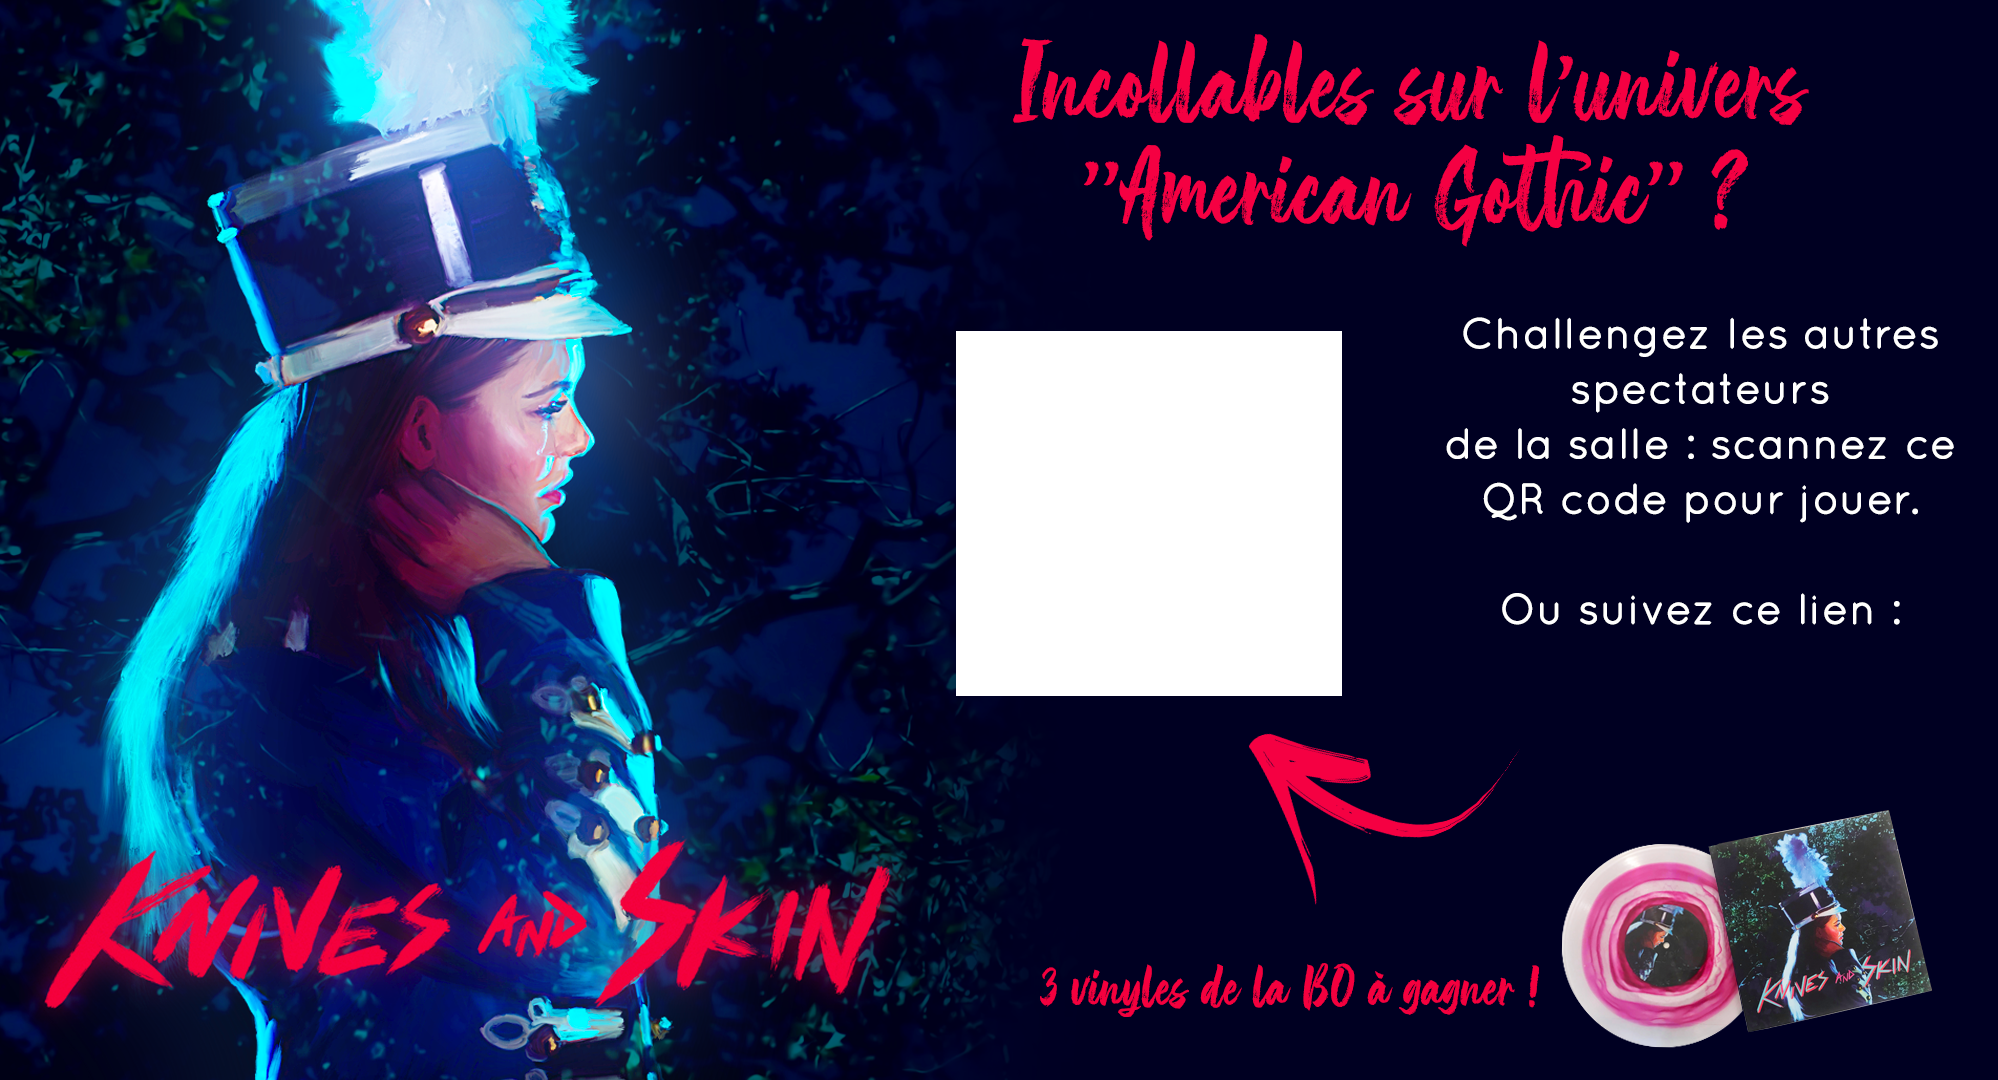 Incollables sur l'univers
"American Gothic" ?
Challengez les autres
spectateurs
de la salle : scannez ce
QR code pour jouer.
Ou suivez ce lien :
KNIVES AND SKIN
3 vinyles de la BO à gagner !
KNIVES AND SKIN